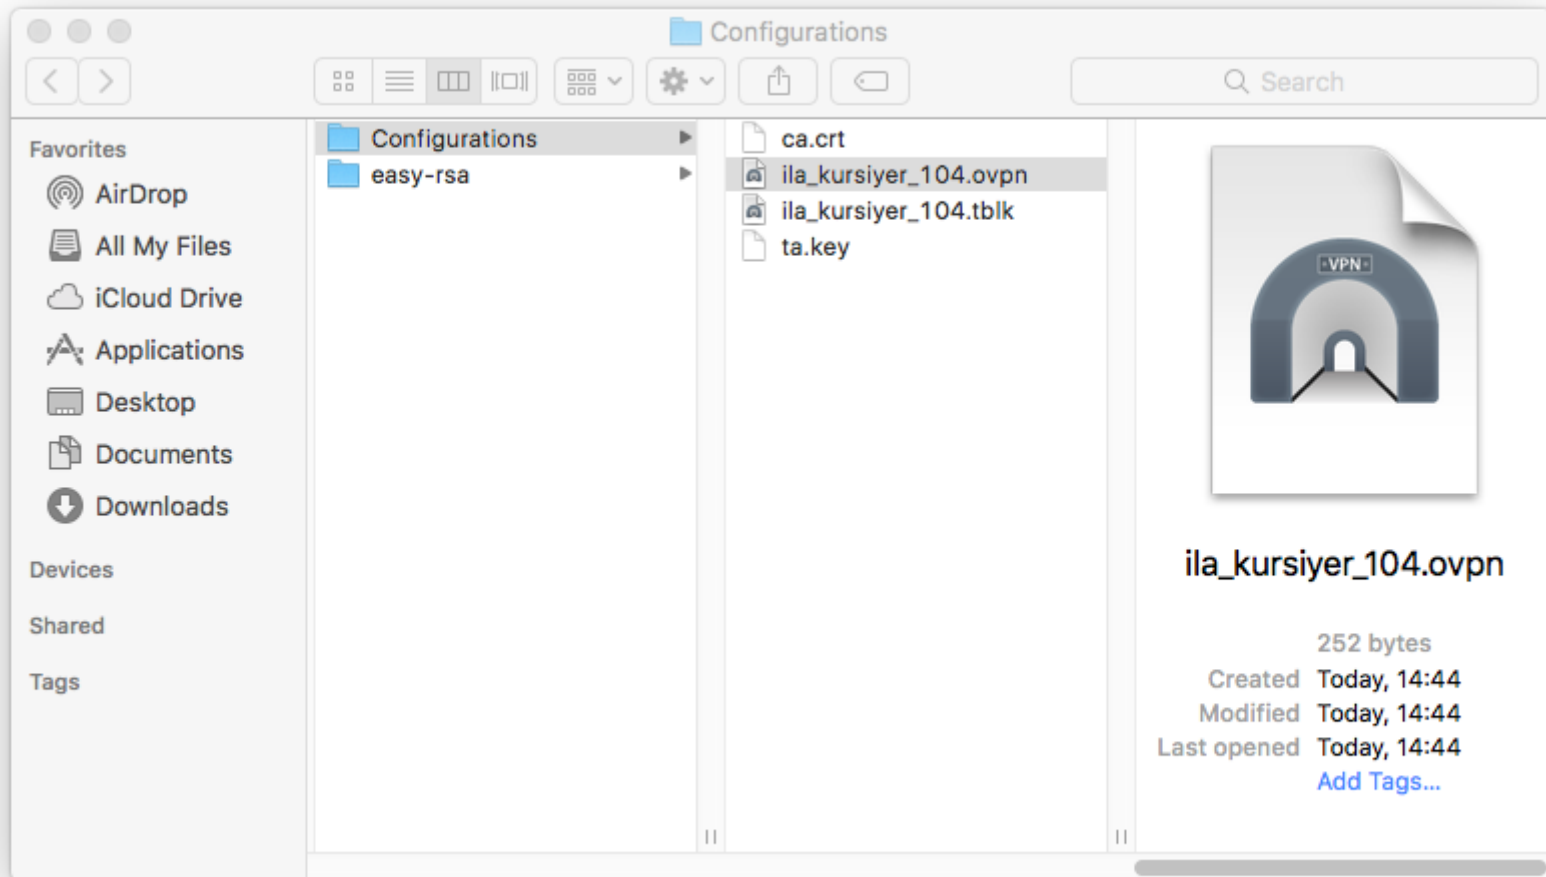 Configurations
Search
Favorites
AirDrop
All My Files
iCloud Drive
Applications
Desktop
Documents
Downloads
Devices
Shared
Tags
Configurations
easy-rsa
ca.crt
ila_kursiyer_104.ovpn
ila_kursiyer_104.tblk
ta.key
VPN
ila_kursiyer_104.ovpn
252 bytes
Created Today, 14:44
Modified Today, 14:44
Last opened Today, 14:44
Add Tags...